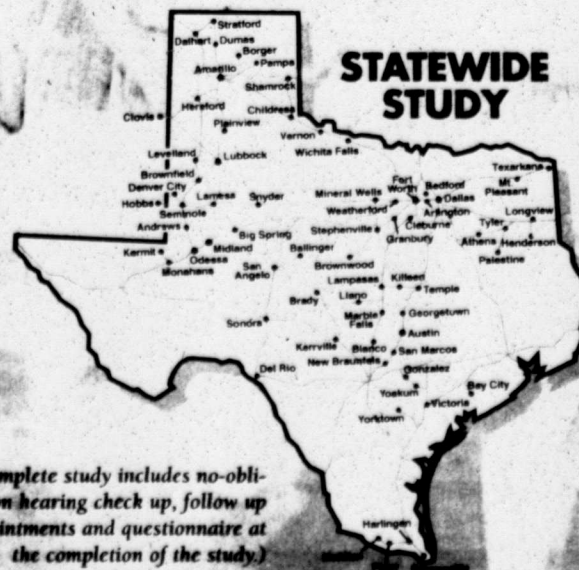 STATEWIDE
STUDY
Stratford
Dalhart Dumas
Borger
Pampa
Amarillo
Shamrock
Hereford
Childress
Clovis
Plainview
Vernon
Wichita Falls
Levelland
Lubbock
Brownfield
Denver City
Hobbs
Lamesa
Snyder
Seminole
Andrews
Big Spring
Kermit
Midland
Odessa
Monahans
San
Angelo
Ballinger
Mineral Wells
Fort
Worth
Bedford
Dallas
Weatherford
Arlington
Cleburne
Stephenville
Granbury
Texarkana
Mt
Pleasant
Longview
Tyler
Athens
Henderson
Palestine
Brownwood
Lampasas
Killeen
Temple
Brady
Llano
Marble
Falls
Georgetown
Sonora
Austin
Kerrville
Blanco
San Marcos
New Braunfels
Del Rio
Gonzalez
Bay City
Yoakum
Victoria
Yorktown
Harlingen
mplete study includes no-obli-
n hearing check up, follow up
intments and questionnaire at
the completion of the study.)